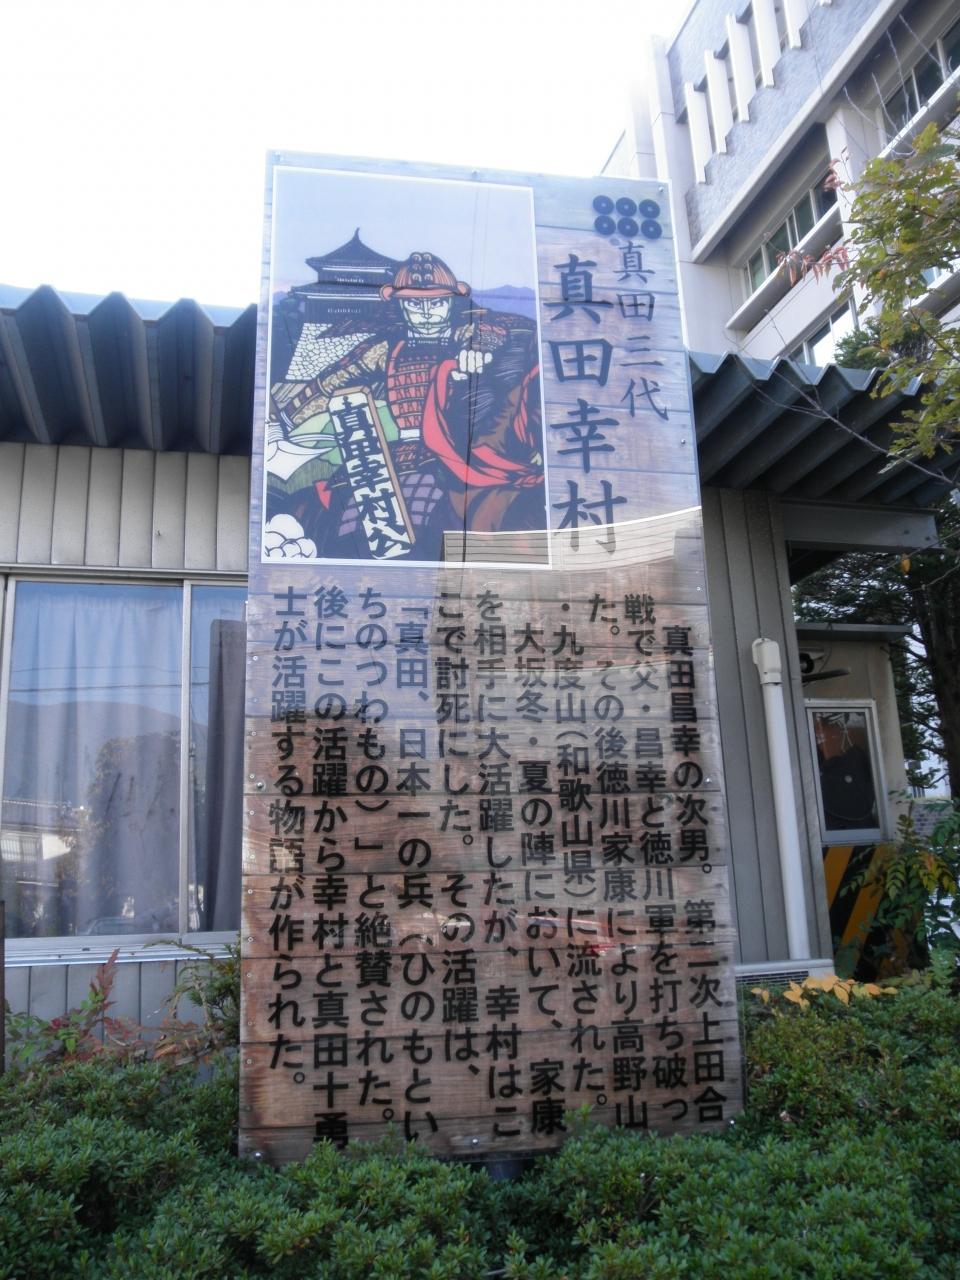 真田三代
真田幸村
真田幸村公
真田昌幸の次男。第二次上田合
戦で父・昌幸と徳川軍を打ち破っ
た。その後徳川家康により高野山
・九度山(和歌山県)に流された。
大坂冬・夏の陣において、家康
を相手に大活躍したが、幸村はこ
こで討死にした。その活躍は、
「真田、日本一の兵(ひのもとい
ちのつわもの)」と絶賛された。
後にこの活躍から幸村と真田十勇
士が活躍する物語が作られた。